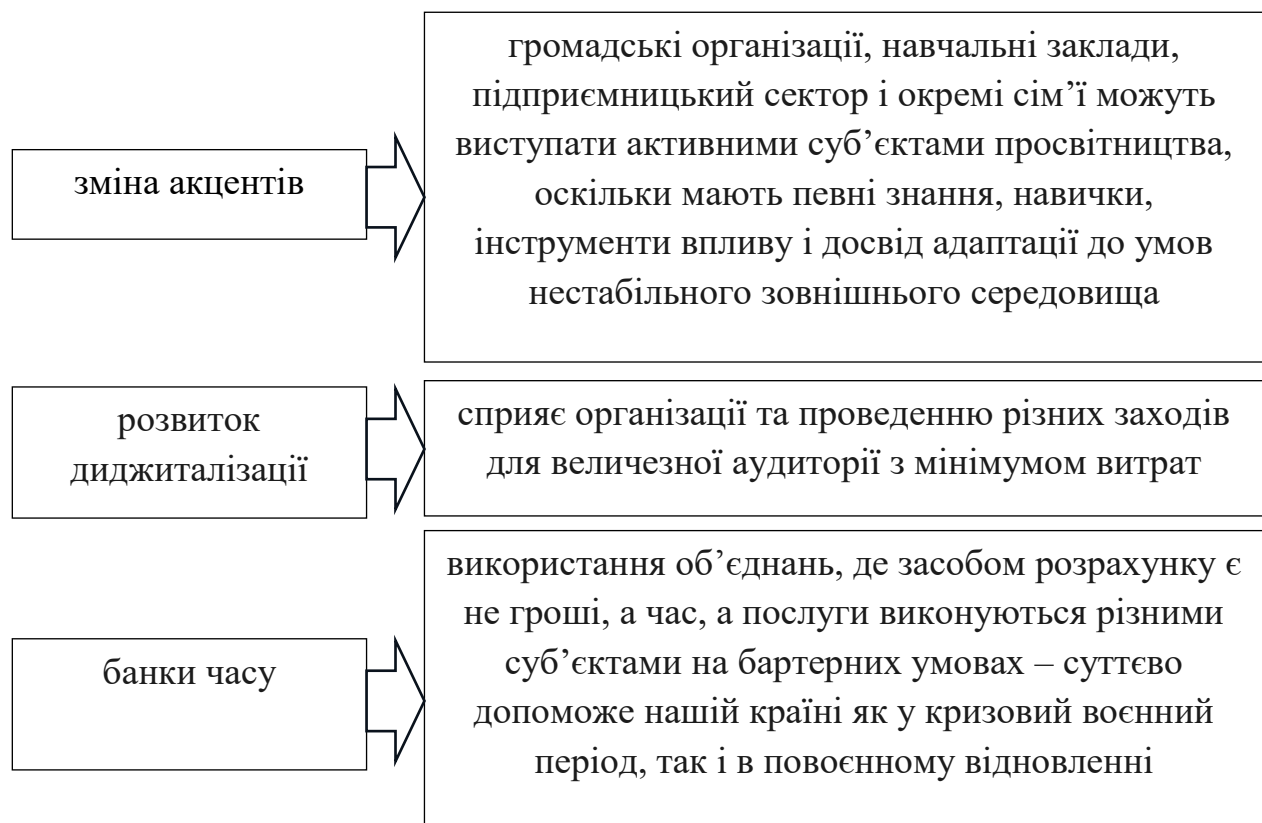 зміна акцентів
громадські організації, навчальні заклади,
підприємницький сектор і окремі сім’ї можуть
виступати активними суб’єктами просвітництва,
оскільки мають певні знання, навички,
інструменти впливу і досвід адаптації до умов
нестабільного зовнішнього середовища
розвиток
диджиталізації
сприяє організації та проведенню різних заходів
для величезної аудиторії з мінімумом витрат
банки часу
використання об’єднань, де засобом розрахунку є
не гроші, а час, а послуги виконуються різними
суб’єктами на бартерних умовах – суттєво
допоможе нашій країні як у кризовий воєнний
період, так і в повоєнному відновленні